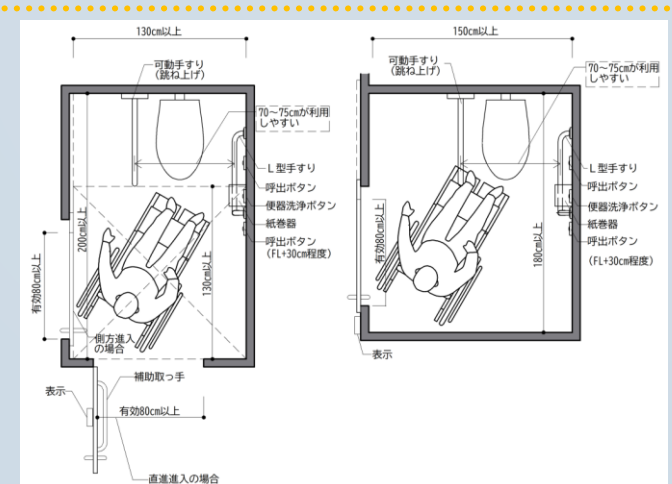 130cm以上
可動手すり
(跳ね上げ)
70～75cmが利用
しやすい
L型手すり
呼出ボタン
便器洗浄ボタン
紙巻器
呼出ボタン
(FL+30cm程度)
200cm以上
130cm以上
有効80cm以上
側方進入
の場合
補助取っ手
表示
有効80cm以上
直進進入の場合
150cm以上
可動手すり
(跳ね上げ)
70～75cmが利用
しやすい
L型手すり
呼出ボタン
便器洗浄ボタン
紙巻器
呼出ボタン
(FL+30cm程度)
有効80cm以上
180cm以上
表示